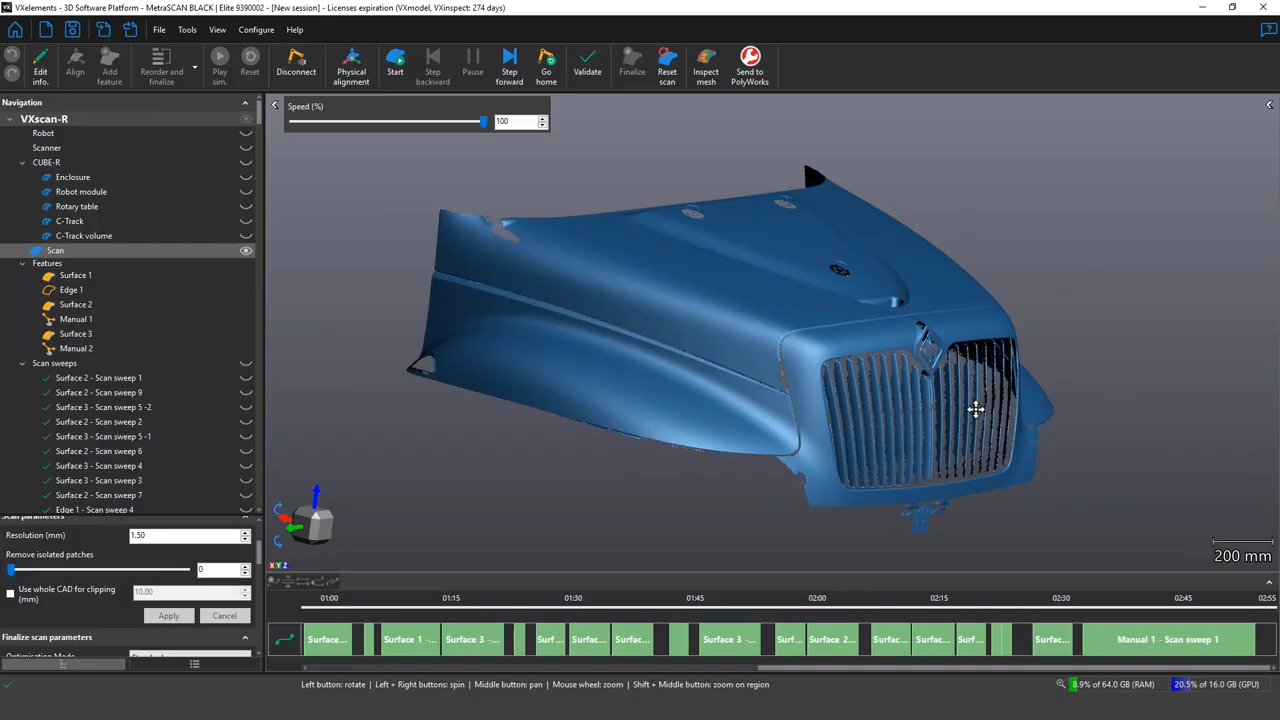 VXelements - 3D Software Platform - MetraSCAN BLACK | Elite 9390002 - [New session] - Licenses expiration (VXmodel, VXinspect: 274 days)
File Tools View Configure Help
Edit info.
Align
Add feature
Reorder and finalize
Play sim.
Reset
Disconnect
Physical alignment
Start
Step backward
Pause
Step forward
Go home
Validate
Finalize
Reset scan
Inspect mesh
Send to PolyWorks
Navigation
VXscan-R
Robot
Scanner
CUBE-R
Enclosure
Robot module
Rotary table
C-Track
C-Track volume
Scan
Features
Surface 1
Edge 1
Surface 2
Manual 1
Surface 3
Manual 2
Scan sweeps
Surface 2 - Scan sweep 1
Surface 2 - Scan sweep 9
Surface 3 - Scan sweep 5 -2
Surface 2 - Scan sweep 2
Surface 3 - Scan sweep 5 -1
Surface 2 - Scan sweep 6
Surface 3 - Scan sweep 4
Surface 3 - Scan sweep 3
Surface 2 - Scan sweep 7
Edge 1 - Scan sweep 4
Scan parameters
Resolution (mm) 1.50
Remove isolated patches
0
Use whole CAD for clipping (mm) 10.00
Apply Cancel
Finalize scan parameters
Speed (%)
100
X Y Z
200 mm
01:00 01:15 01:30 01:45 02:00 02:15 02:30 02:45 02:55
Surface... Surface 1 -... Surface 3 -... Surf... Surfac... Surfac... Surface 3 -... Surf... Surface 2... Surfac... Surfac... Surf... Surfac... Manual 1 - Scan sweep 1
Left button: rotate | Left + Right buttons: spin | Middle button: pan | Mouse wheel: zoom | Shift + Middle button: zoom on region
8.9% of 64.0 GB (RAM) 20.5% of 16.0 GB (GPU)